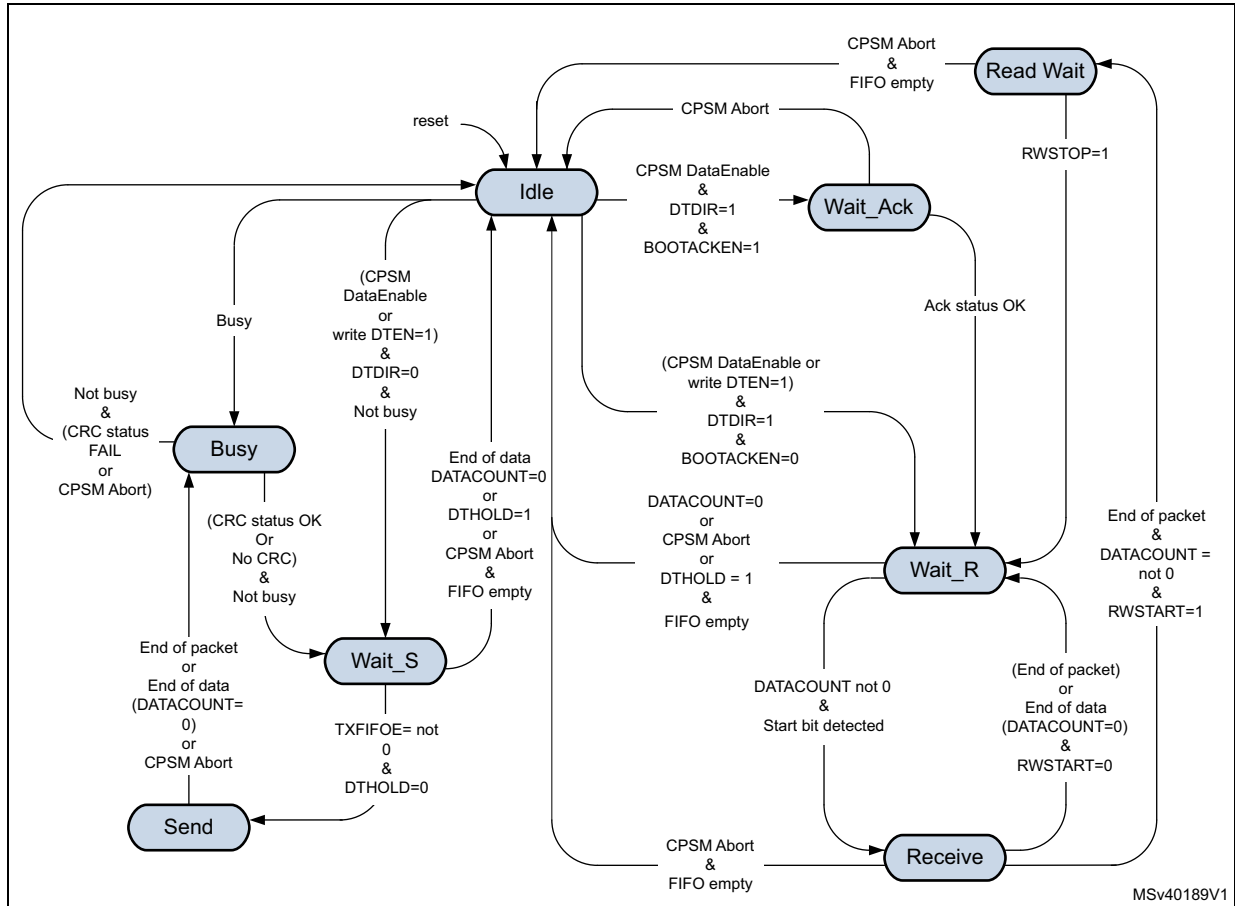 CPSM Abort
&
FIFO empty
Read Wait
CPSM Abort
reset
RWSTOP=1
Idle
CPSM DataEnable
&
DTDIR=1
&
BOOTACKEN=1
Wait_Ack
(CPSM
DataEnable
or
write DTEN=1)
&
DTDIR=0
&
Not busy
Busy
Ack status OK
(CPSM DataEnable or
write DTEN=1)
&
DTDIR=1
&
BOOTACKEN=0
Not busy
&
(CRC status
FAIL
or
CPSM Abort)
Busy
End of data
DATACOUNT=0
or
DTHOLD=1
or
CPSM Abort
&
FIFO empty
DATACOUNT=0
or
CPSM Abort
or
DTHOLD = 1
&
FIFO empty
Wait_R
End of packet
&
DATACOUNT =
not 0
&
RWSTART=1
(CRC status OK
Or
No CRC)
&
Not busy
Wait_S
End of packet
or
End of data
(DATACOUNT=
0)
or
CPSM Abort
TXFIFOE= not
0
&
DTHOLD=0
DATACOUNT not 0
&
Start bit detected
(End of packet)
or
End of data
(DATACOUNT=0)
&
RWSTART=0
Send
CPSM Abort
&
FIFO empty
Receive
MSv40189V1